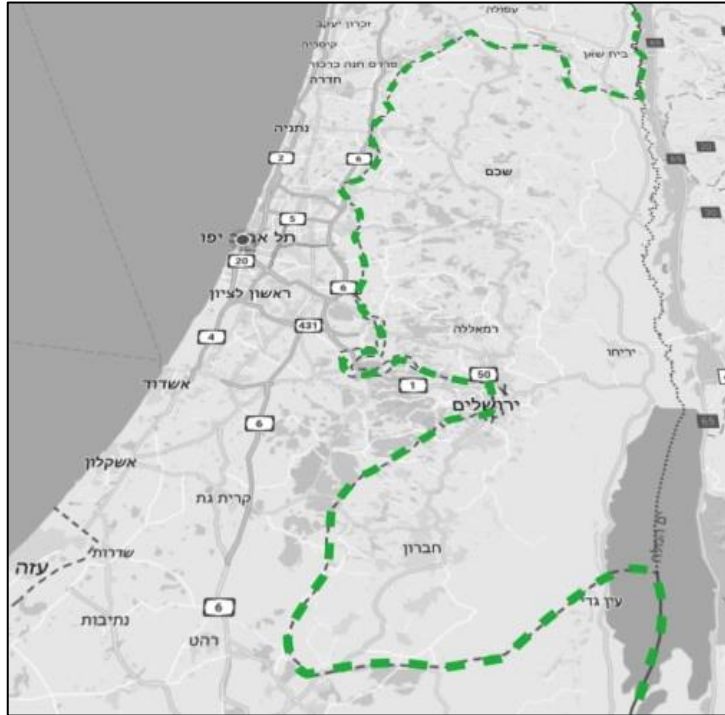 עפולה
זכרון יעקב
קיסריה
בית שאן
פרדס חנה כרכור
חדרה
נתניה
2
6
שכם
5
תל אביב יפו
20
6
ראשון לציון
431
רמאללה
4
יריחו
50
1
אשדוד
ירושלים
6
אשקלון
קרית גת
חברון
ים המלח
שדרות
עזה
עין גדי
6
נתיבות
רהט